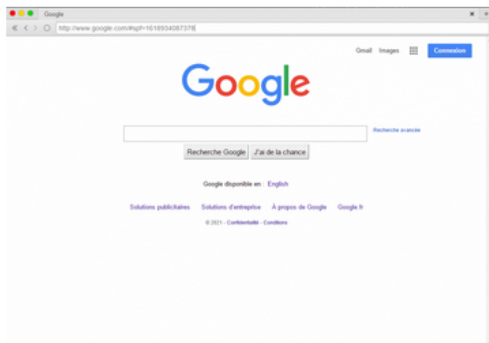 Google
http://www.google.com/#spf=1618934087379
Gmail Images Connexion
Google
Recherche avancée
Recherche Google J'ai de la chance
Google disponible en : English
Solutions publicitaires Solutions d'entreprise À propos de Google Google.fr
© 2021 - Confidentialité - Conditions